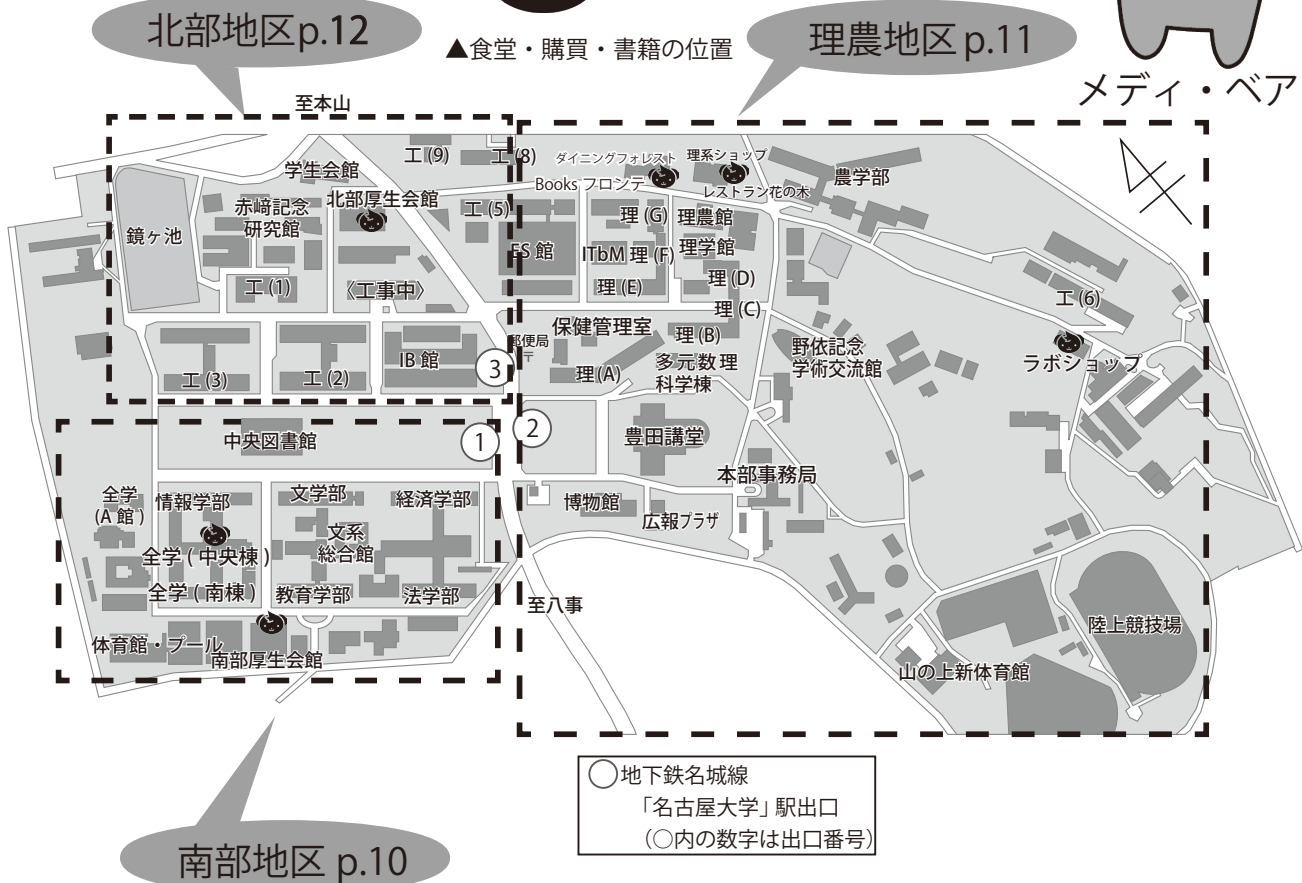 北部地区p.12
▲食堂・購買・書籍の位置
理農地区 p.11
メディ・ベア
至本山
工 (9)
工 (8)
学生会館
ダイニングフォレスト
理系ショップ
Books フロンテ
レストラン花の木
農学部
赤﨑記念
研究館
北部厚生会館
工 (5)
理 (G)
理農館
鏡ヶ池
ES 館
ITbM
理 (F)
理学館
工 (1)
〈工事中〉
理 (E)
理 (D)
理 (C)
工 (6)
保健管理室
理 (B)
郵便局
〒
IB 館
3
工 (3)
工 (2)
理 (A)
多元数理
科学棟
野依記念
学術交流館
ラボショップ
中央図書館
1
2
豊田講堂
本部事務局
全学
(A 館 )
情報学部
文学部
経済学部
博物館
広報プラザ
文系
総合館
全学 ( 中央棟 )
全学 ( 南棟 )
教育学部
法学部
至八事
陸上競技場
体育館・プール
南部厚生会館
山の上新体育館
○地下鉄名城線
「名古屋大学」駅出口
（○内の数字は出口番号）
南部地区 p.10